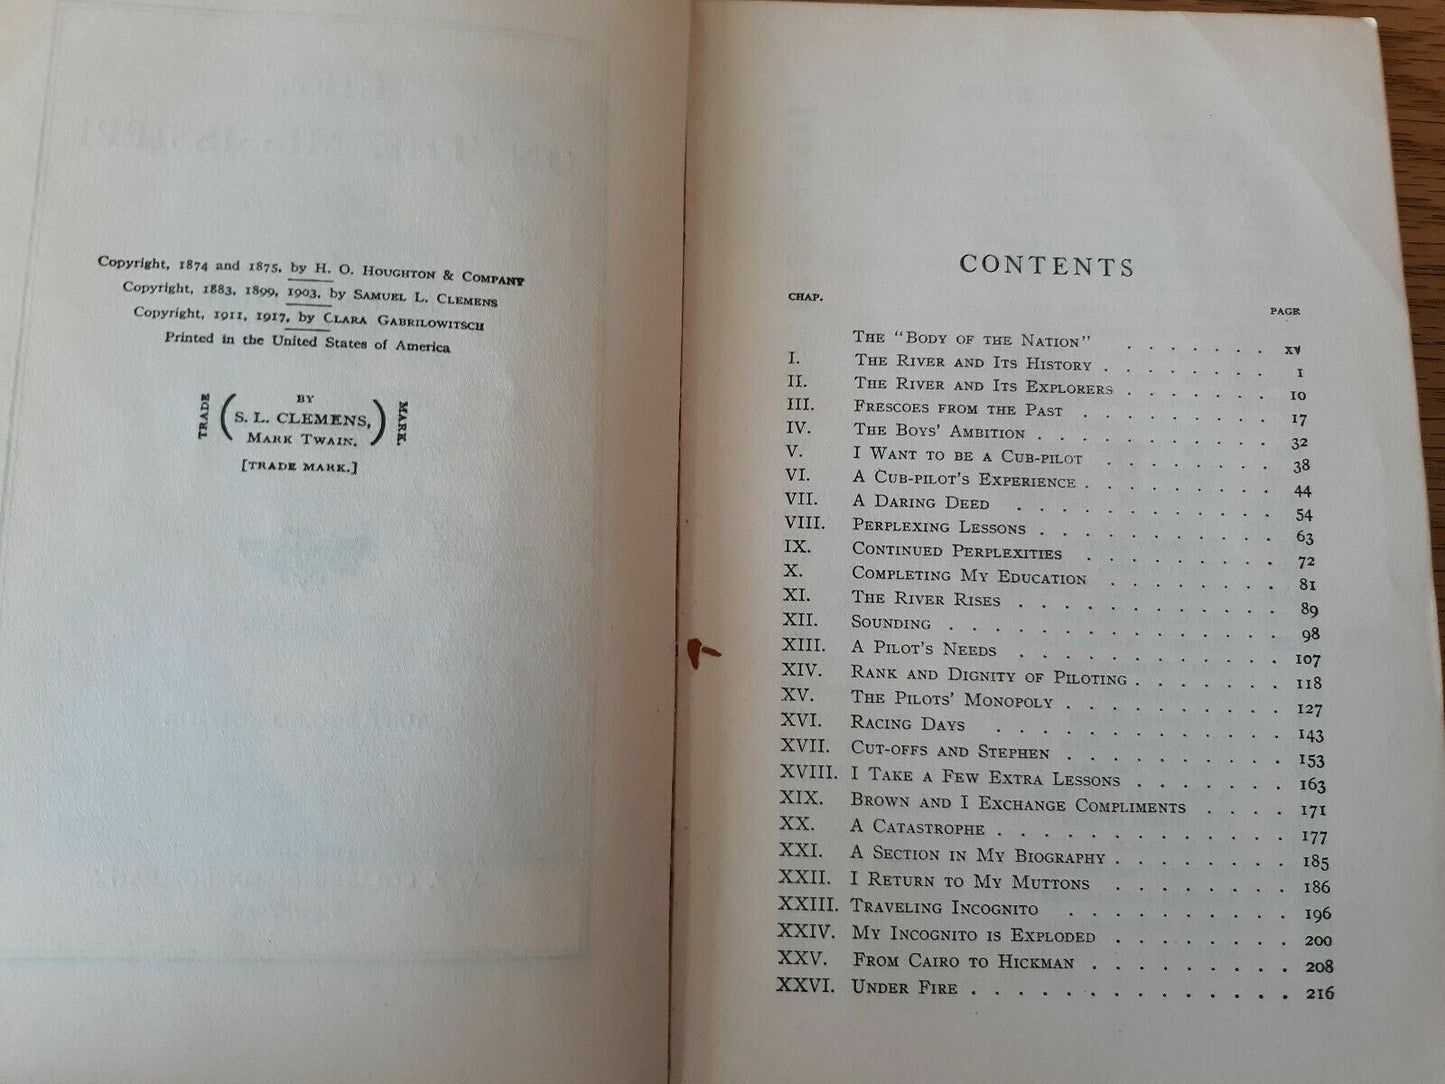 Copyright, 1874 and 1875, by H. O. Houghton & Company
Copyright, 1883, 1899, 1903, by Samuel L. Clemens
Copyright, 1911, 1917, by Clara Gabrilowitsch
Printed in the United States of America
TRADE
BY
S. L. CLEMENS,
MARK TWAIN.
MARK.
[TRADE MARK.]
CONTENTS
CHAP. PAGE
The "Body of the Nation" . . . . . . . xv
I. The River and Its History . . . . . . . . 1
II. The River and Its Explorers . . . . . . . 10
III. Frescoes from the Past . . . . . . . . . 17
IV. The Boys' Ambition . . . . . . . . . . . 32
V. I Want to be a Cub-pilot . . . . . . . . 38
VI. A Cub-pilot's Experience . . . . . . . . . 44
VII. A Daring Deed . . . . . . . . . . . 54
VIII. Perplexing Lessons . . . . . . . . . . . 63
IX. Continued Perplexities . . . . . . . . . 72
X. Completing My Education . . . . . . . . 81
XI. The River Rises . . . . . . . . . . . . 89
XII. Sounding . . . . . . . . . . . . . . . 98
XIII. A Pilot's Needs . . . . . . . . . . . 107
XIV. Rank and Dignity of Piloting . . . . . . . 118
XV. The Pilots' Monopoly . . . . . . . . . . 127
XVI. Racing Days . . . . . . . . . . . . 143
XVII. Cut-offs and Stephen . . . . . . . . . . 153
XVIII. I Take a Few Extra Lessons . . . . . . . 163
XIX. Brown and I Exchange Compliments . . . . 171
XX. A Catastrophe . . . . . . . . . . . . . 177
XXI. A Section in My Biography . . . . . . . . 185
XXII. I Return to My Muttons . . . . . . . . 186
XXIII. Traveling Incognito . . . . . . . . . . 196
XXIV. My Incognito is Exploded . . . . . . . . 200
XXV. From Cairo to Hickman . . . . . . . . . 208
XXVI. Under Fire . . . . . . . . . . . . . . 216
ON THE MISSISSIPPI